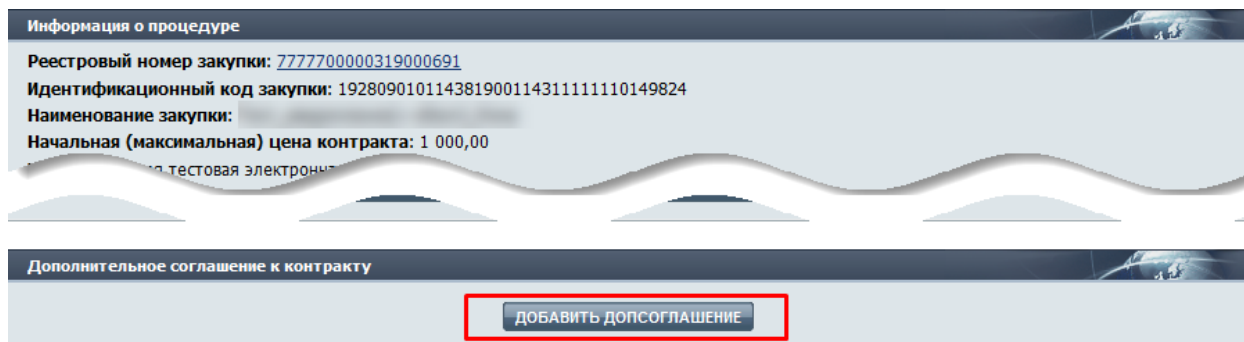 Информация о процедуре
Реестровый номер закупки: 7777700000319000691
Идентификационный код закупки: 192809010114381900114311111110149824
Наименование закупки:
Начальная (максимальная) цена контракта: 1 000,00
тестовая
Дополнительное соглашение к контракту
ДОБАВИТЬ ДОПСОГЛАШЕНИЕ